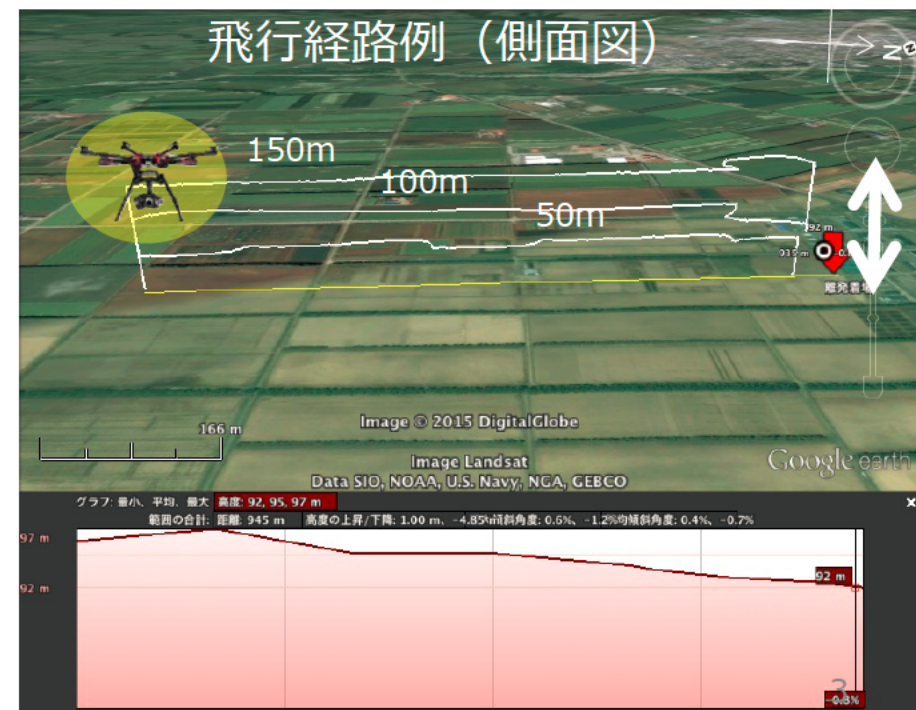 飛行経路例（側面図）
N
150m
100m
50m
92 m
935 m
離発着場
166 m
Image © 2015 DigitalGlobe
Image Landsat
Data SIO, NOAA, U.S. Navy, NGA, GEBCO
Google earth
グラフ: 最小、平均、最大 高度: 92, 95, 97 m
範囲の合計: 距離: 945 m 高度の上昇/下降: 1.00 m、-4.85m 傾斜角度: 0.6%、-1.2% 均傾斜角度: 0.4%、-0.7%
97 m
92 m
92 m
3
-0.8%